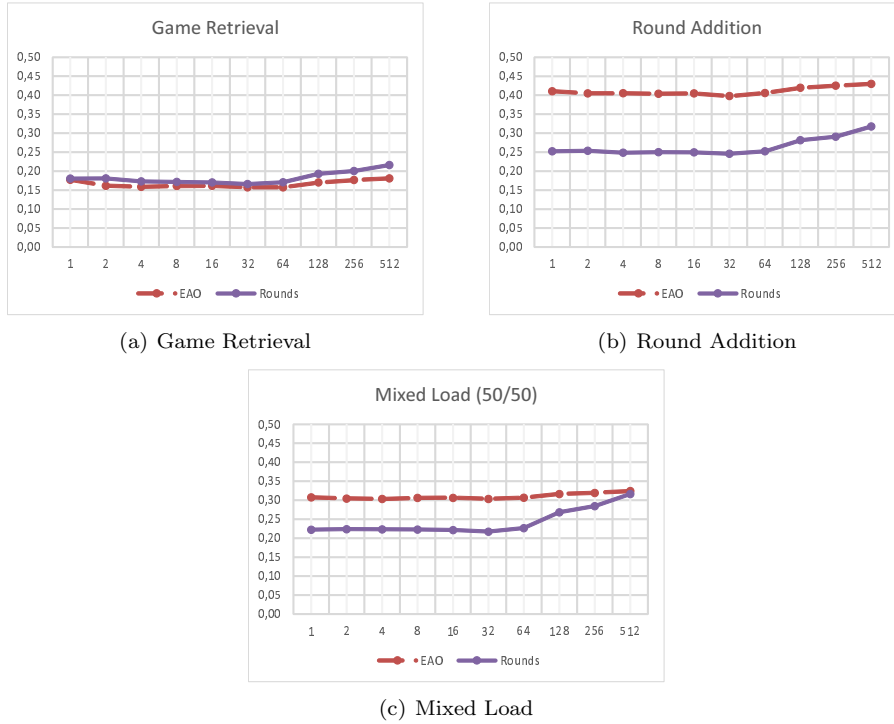 Game Retrieval
0,50
0,45
0,40
0,35
0,30
0,25
0,20
0,15
0,10
0,05
0,00
1 2 4 8 16 32 64 128 256 512
EAO Rounds
(a) Game Retrieval
Round Addition
0,50
0,45
0,40
0,35
0,30
0,25
0,20
0,15
0,10
0,05
0,00
1 2 4 8 16 32 64 128 256 512
EAO Rounds
(b) Round Addition
Mixed Load (50/50)
0,50
0,45
0,40
0,35
0,30
0,25
0,20
0,15
0,10
0,05
0,00
1 2 4 8 16 32 64 128 256 512
EAO Rounds
(c) Mixed Load